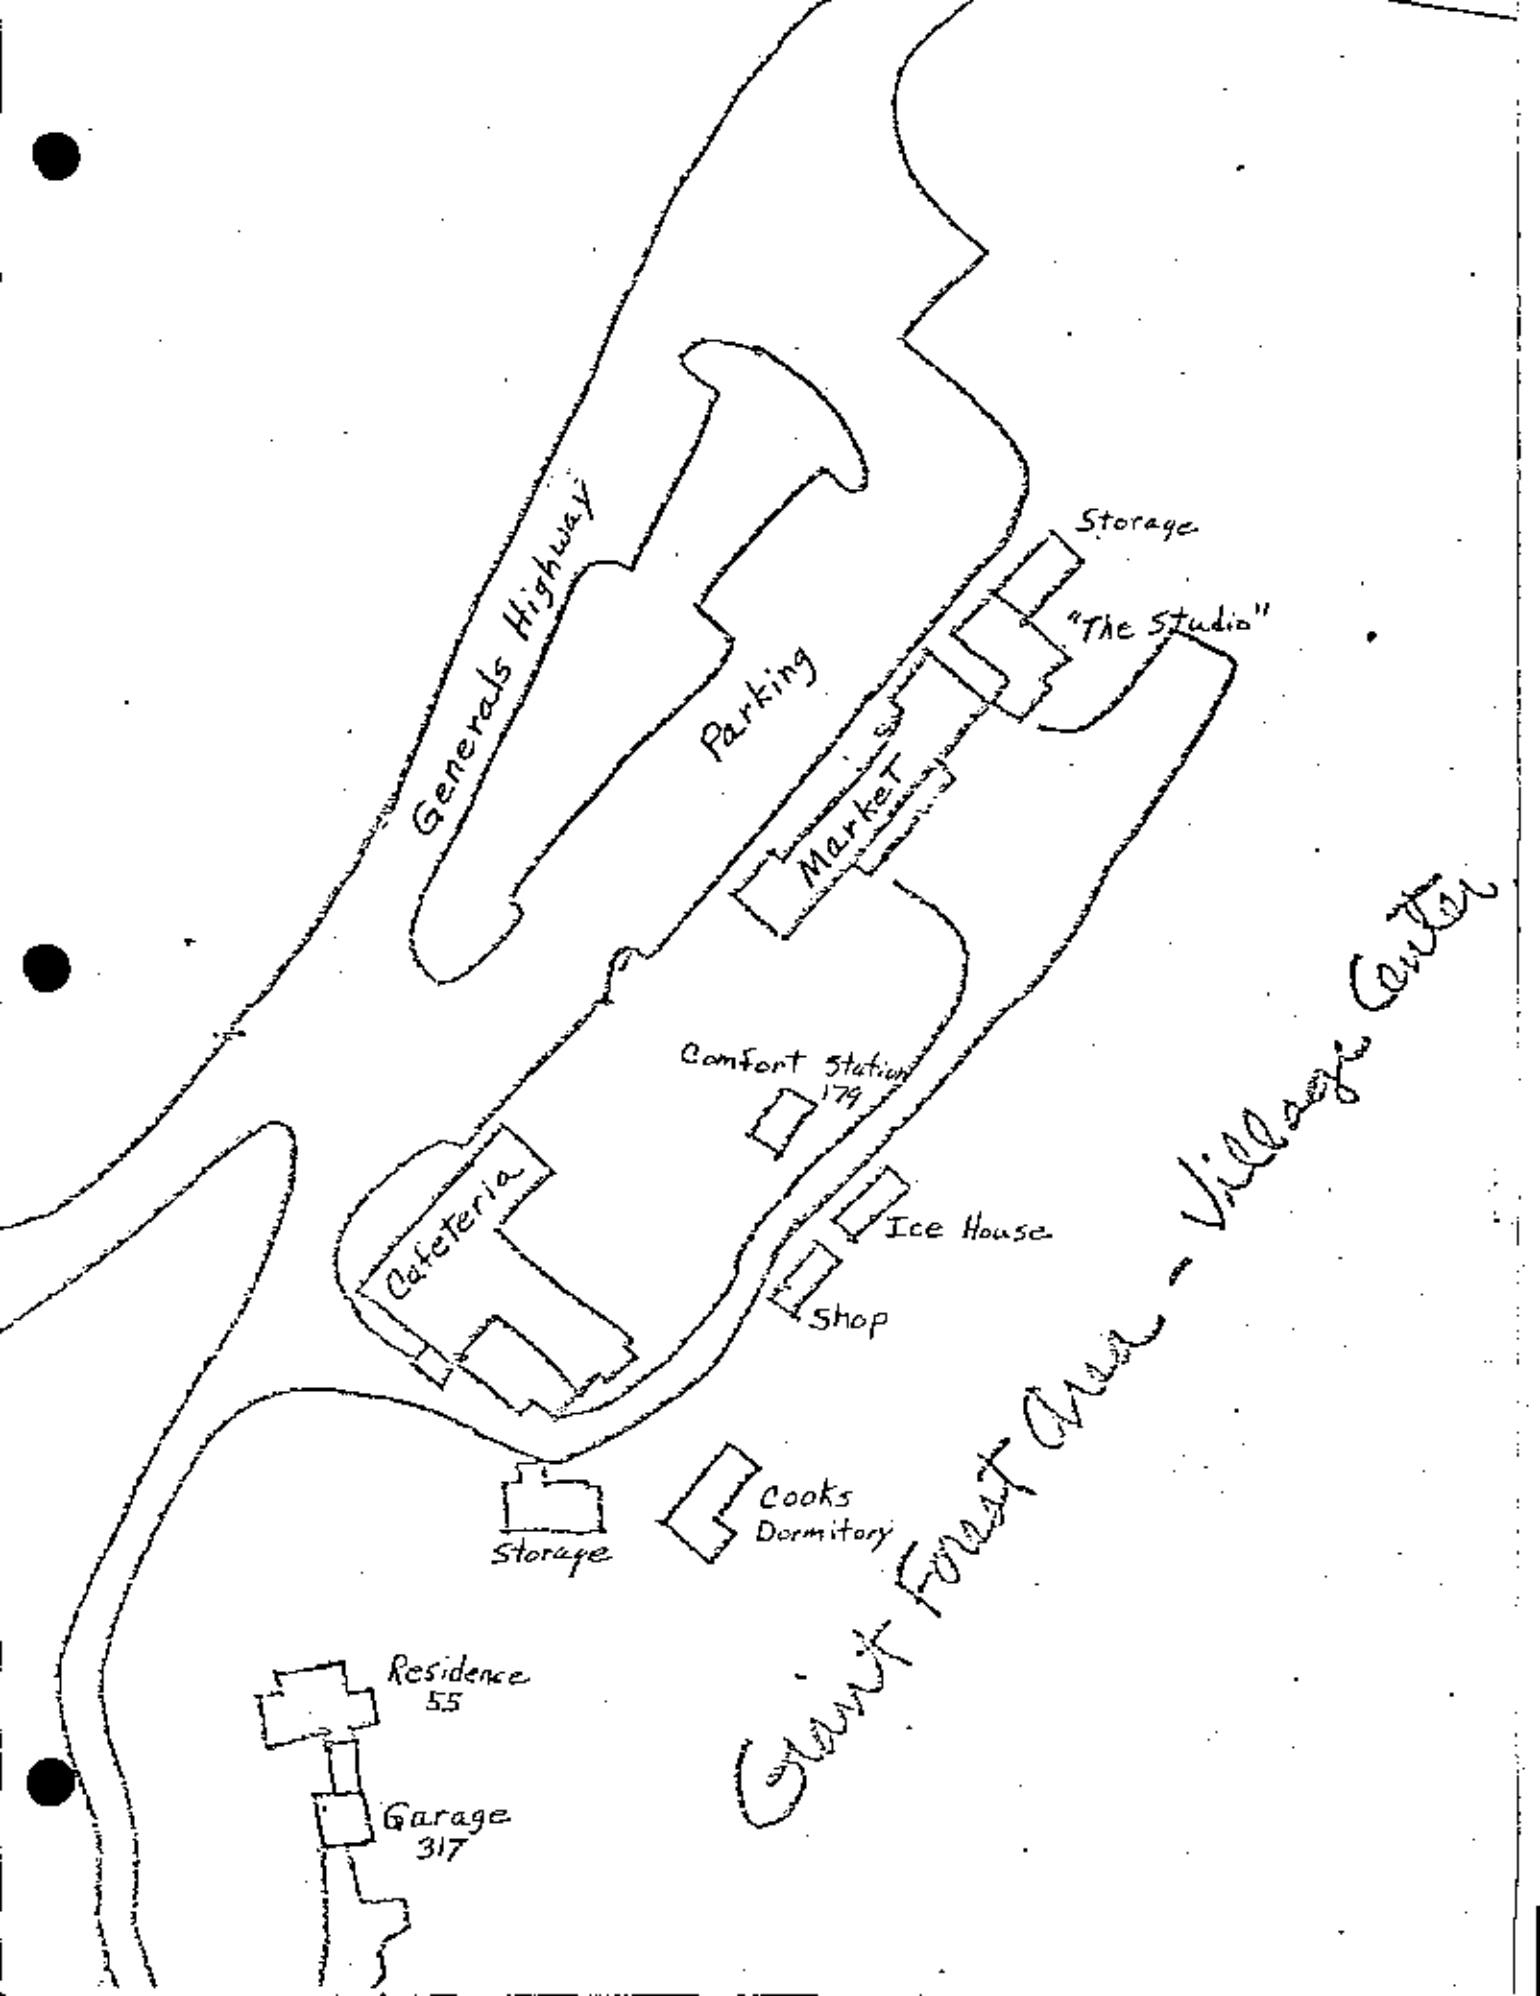 Storage
"The Studio"
Generals Highway
Parking
Market
Comfort Station
179
Cafeteria
Ice House
Shop
Cooks
Dormitory
Storage
Giant Forest Area - Village Center
Residence
55
Garage
317